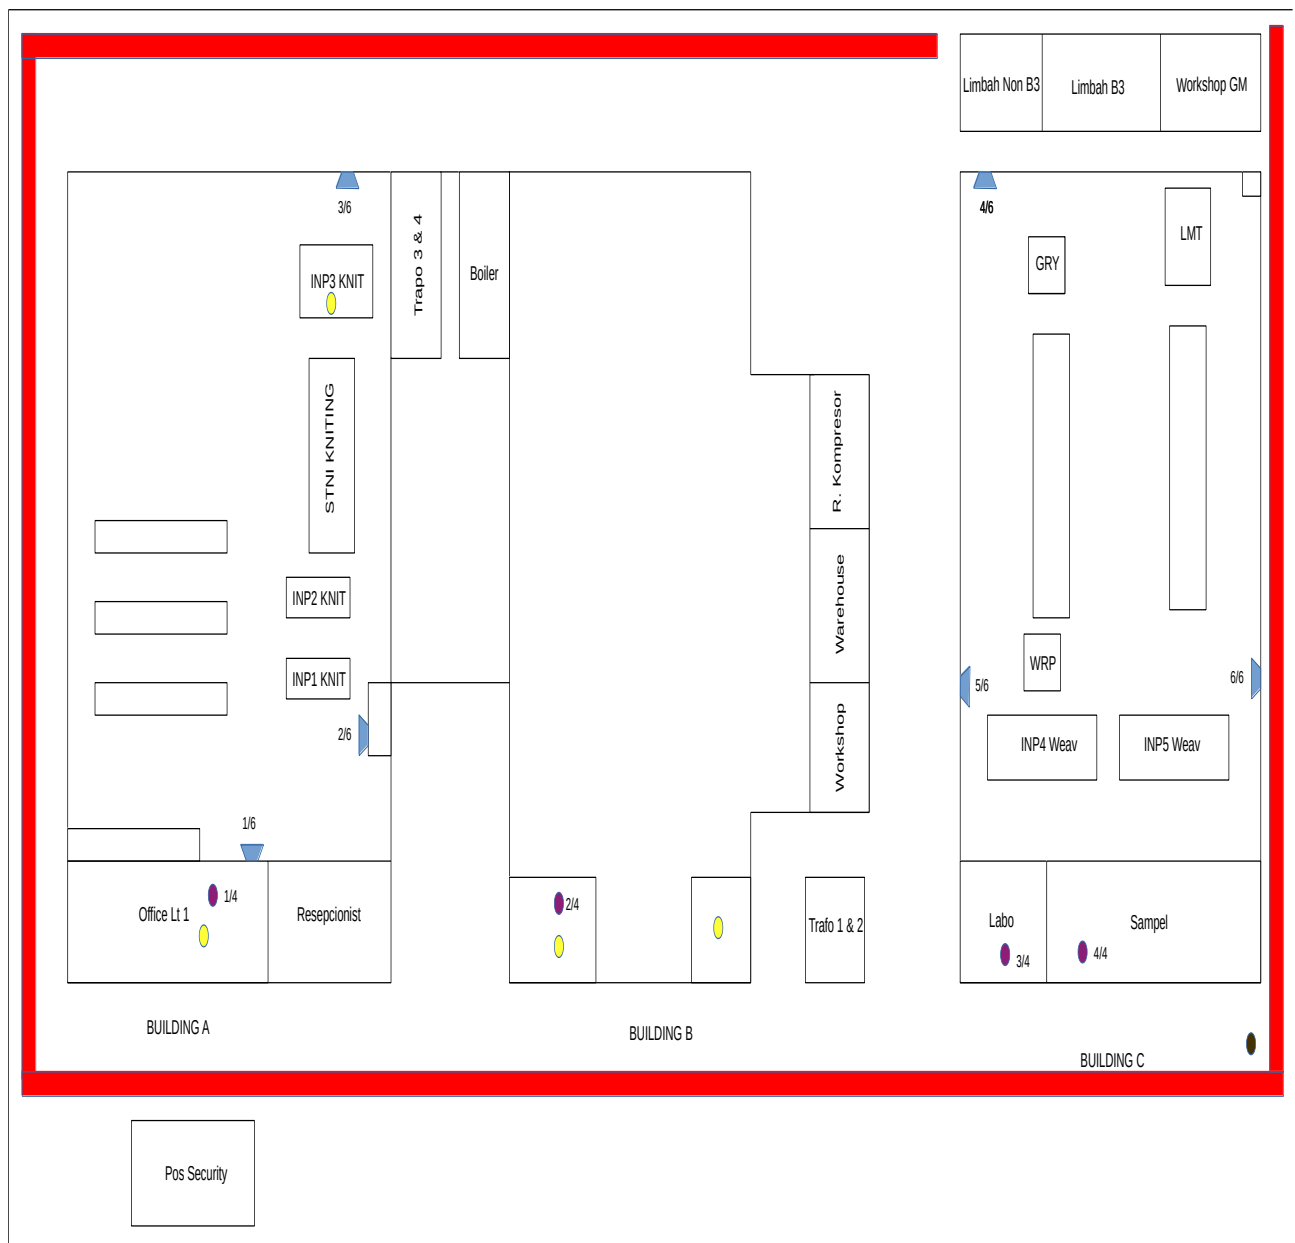 Limbah Non B3
Limbah B3
Workshop GM
3/6
4/6
INP3 KNIT
Trapo 3 & 4
Boiler
GRY
LMT
STNI KNITING
R. Kompresor
INP2 KNIT
Warehouse
INP1 KNIT
WRP
5/6
6/6
2/6
Workshop
INP4 Weav
INP5 Weav
1/6
Office Lt 1
1/4
Resepcionist
2/4
Trafo 1 & 2
Labo
3/4
Sampel
4/4
BUILDING A
BUILDING B
BUILDING C
Pos Security